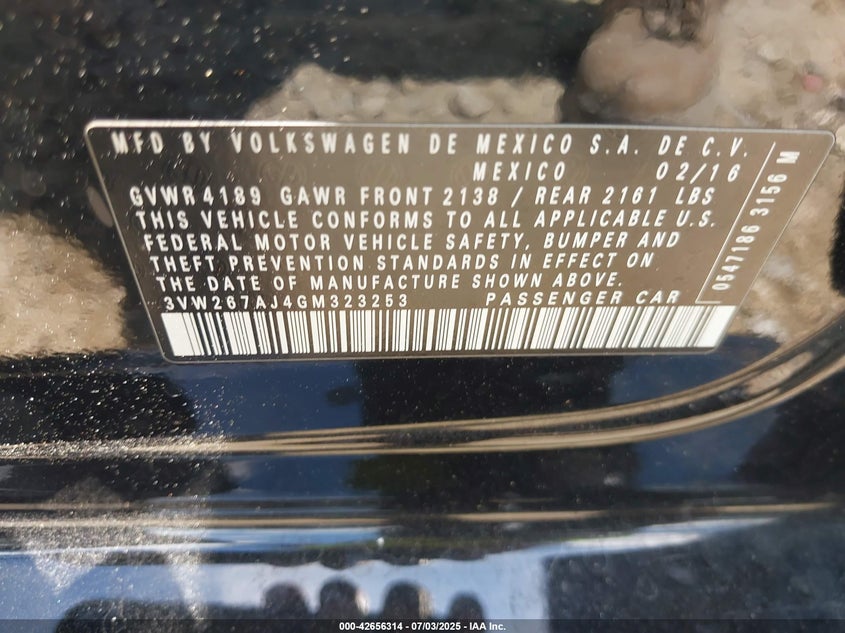 MFD BY VOLKSWAGEN DE MEXICO S.A. DE C.V.
MEXICO 02/16
GVWR 4189 GAWR FRONT 2138 / REAR 2161 LBS
THIS VEHICLE CONFORMS TO ALL APPLICABLE U.S.
FEDERAL MOTOR VEHICLE SAFETY, BUMPER AND
THEFT PREVENTION STANDARDS IN EFFECT ON
THE DATE OF MANUFACTURE SHOWN ABOVE.
3VW267AJ4GM323253 PASSENGER CAR
0547186 3156 M
000-42656314 - 07/03/2025 - IAA Inc.